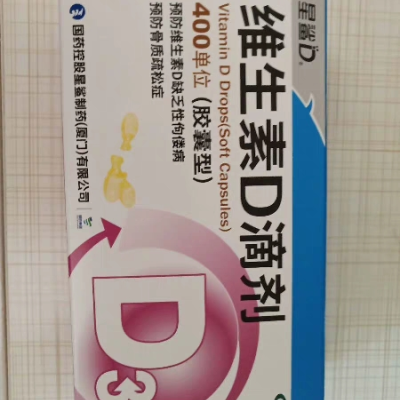 星鲨D®
维生素D滴剂
Vitamin D Drops(Soft Capsules)
400单位(胶囊型)
预防维生素D缺乏性佝偻病
预防骨质疏松症
国药控股星鲨制药(厦门)有限公司
D3